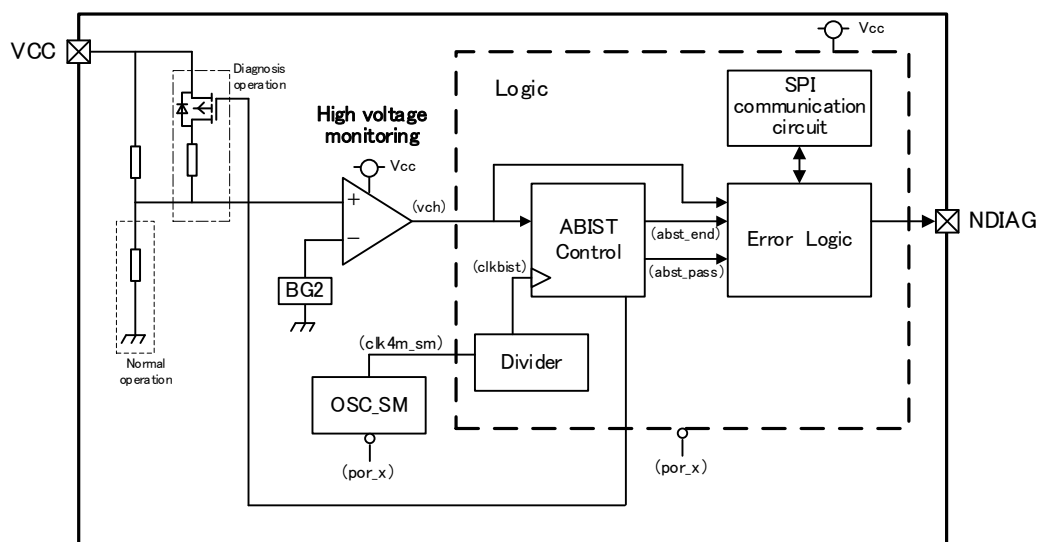 VCC
Diagnosis
operation
High voltage
monitoring
Vcc
+
−
(vch)
BG2
Normal
operation
Vcc
Logic
SPI
communication
circuit
ABIST
Control
(clkbist)
(abst_end)
(abst_pass)
Error Logic
NDIAG
(clk4m_sm)
Divider
OSC_SM
(por_x)
(por_x)